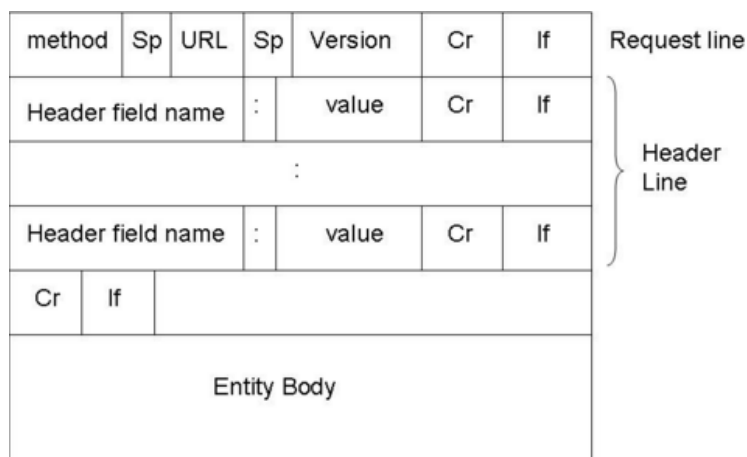 method Sp URL Sp Version Cr lf Request line
Header field name : value Cr lf
:
Header Line
Header field name : value Cr lf
Cr lf
Entity Body